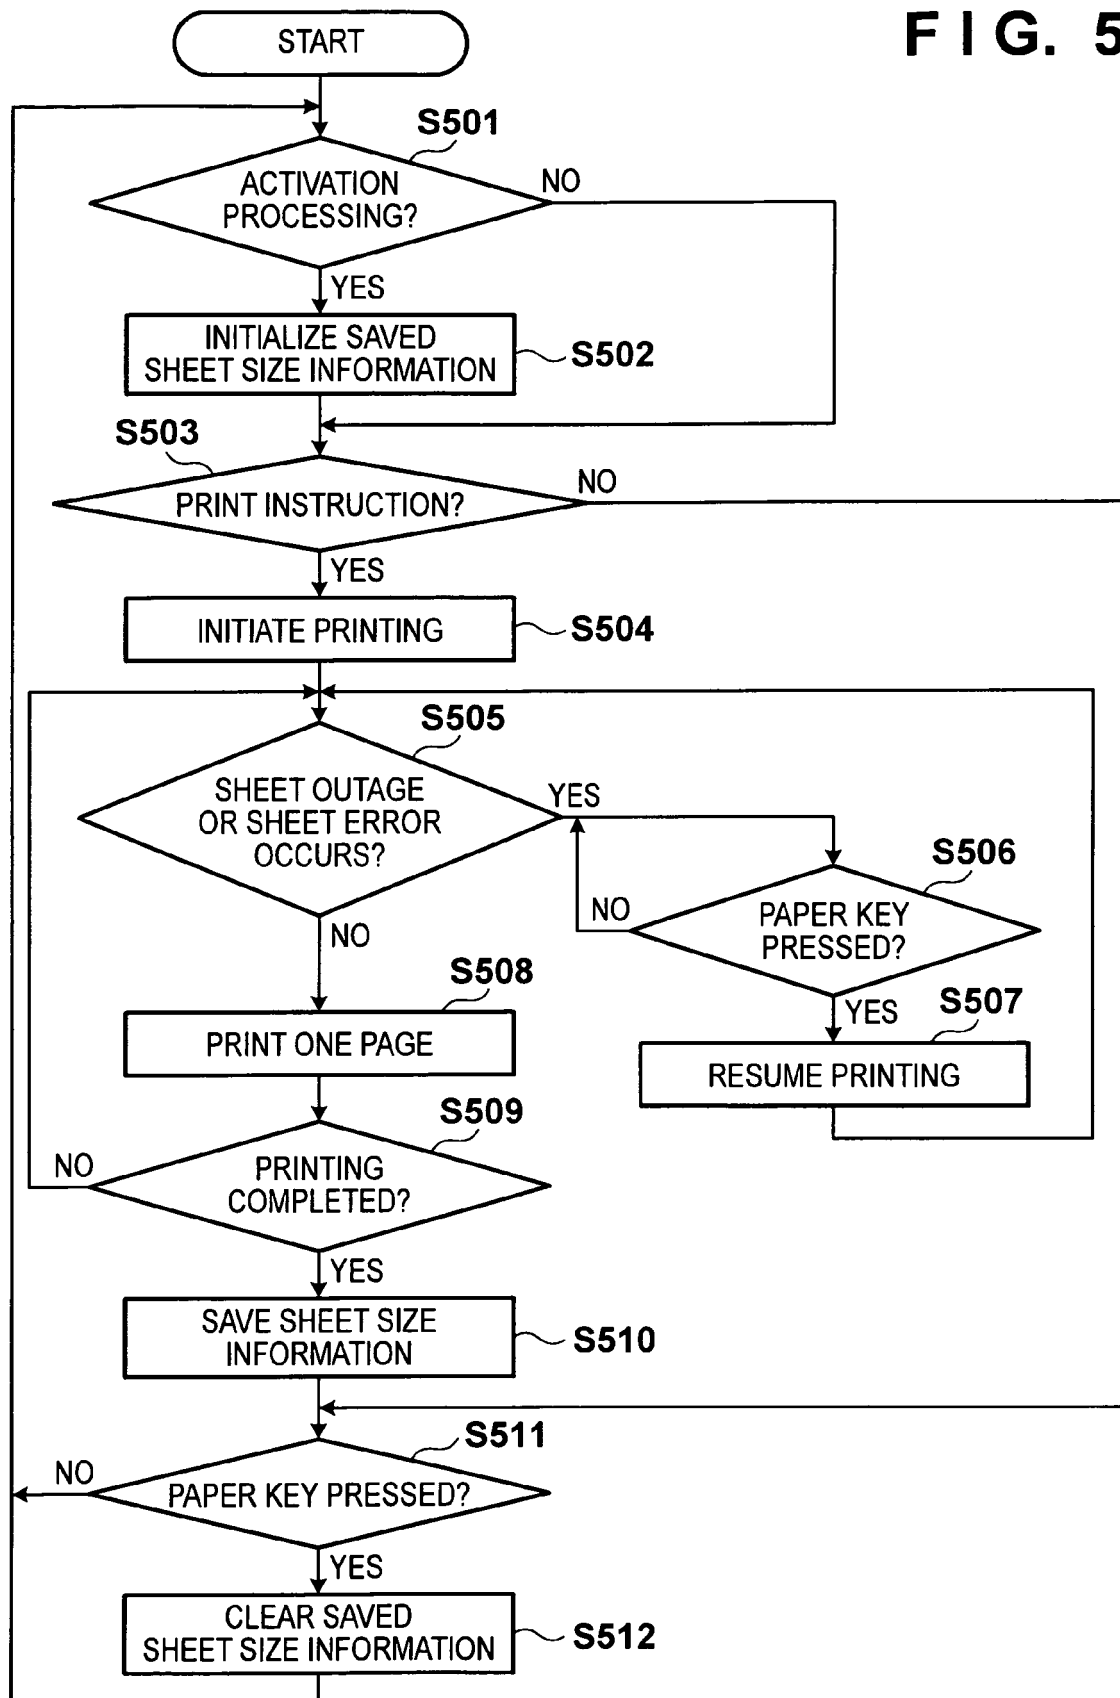 FIG. 5
START
S501
ACTIVATION
PROCESSING?
NO
YES
INITIALIZE SAVED
SHEET SIZE INFORMATION
S502
S503
PRINT INSTRUCTION?
NO
YES
INITIATE PRINTING
S504
S505
SHEET OUTAGE
OR SHEET ERROR
OCCURS?
YES
S506
NO
PAPER KEY
PRESSED?
NO
YES
S507
RESUME PRINTING
S508
PRINT ONE PAGE
S509
NO
PRINTING
COMPLETED?
YES
SAVE SHEET SIZE
INFORMATION
S510
S511
NO
PAPER KEY PRESSED?
YES
CLEAR SAVED
SHEET SIZE INFORMATION
S512